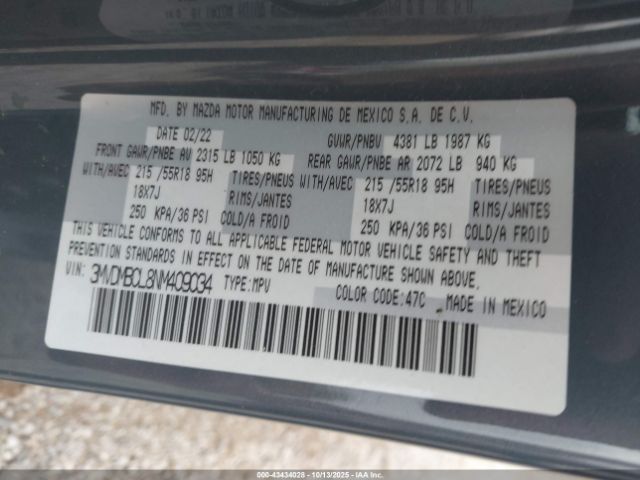 MFD. BY MAZDA MOTOR MANUFACTURING DE MEXICO S.A. DE C.V.
DATE 02/22 GVWR/PNBV 4381 LB 1987 KG
FRONT GAWR/PNBE AV 2315 LB 1050 KG REAR GAWR/PNBE AR 2072 LB 940 KG
WITH/AVEC 215 /55R18 95H TIRES/PNEUS WITH/AVEC 215 /55R18 95H TIRES/PNEUS
18X7J RIMS/JANTES 18X7J RIMS/JANTES
250 KPA/36 PSI COLD/A FROID 250 KPA/36 PSI COLD/A FROID
THIS VEHICLE CONFORMS TO ALL APPLICABLE FEDERAL MOTOR VEHICLE SAFETY AND THEFT
PREVENTION STANDARDS IN EFFECT ON THE DATE OF MANUFACTURE SHOWN ABOVE.
VIN: 3MVDMBCL8NM409034 TYPE:MPV COLOR CODE:47C MADE IN MEXICO
000-43434028 - 10/13/2025 - IAAI.com